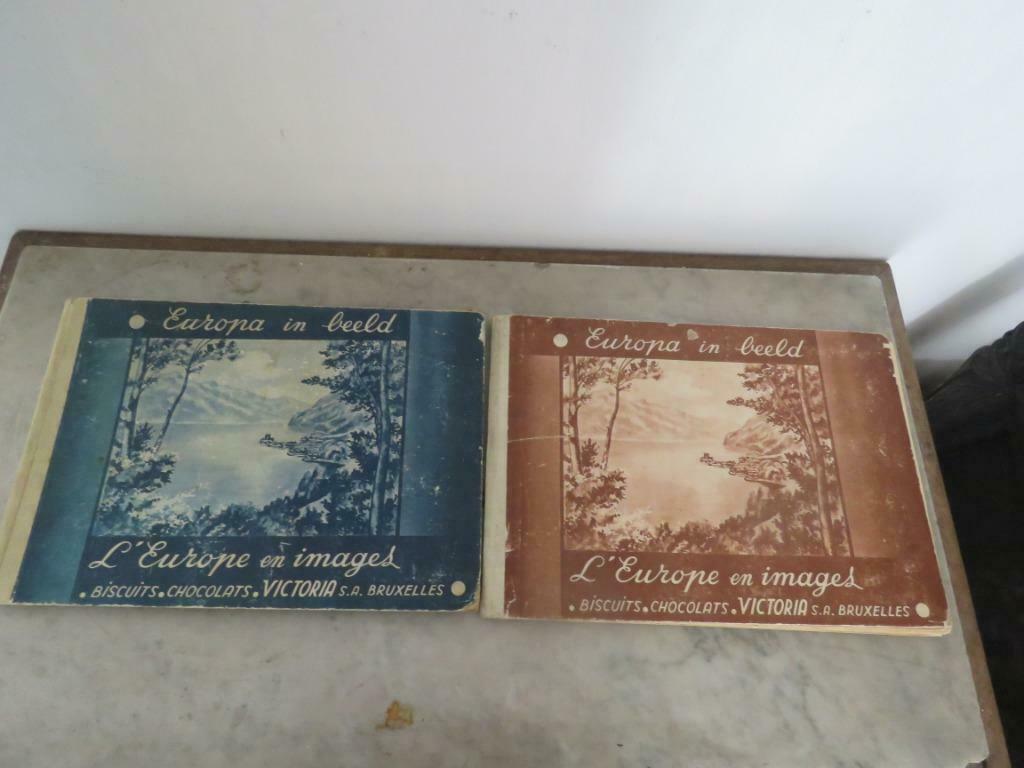 Europa in beeld
L'Europe en images
. BISCUITS. CHOCOLATS. VICTORIA S.A. BRUXELLES
Europa in beeld
L'Europe en images
. BISCUITS. CHOCOLATS. VICTORIA S.A. BRUXELLES